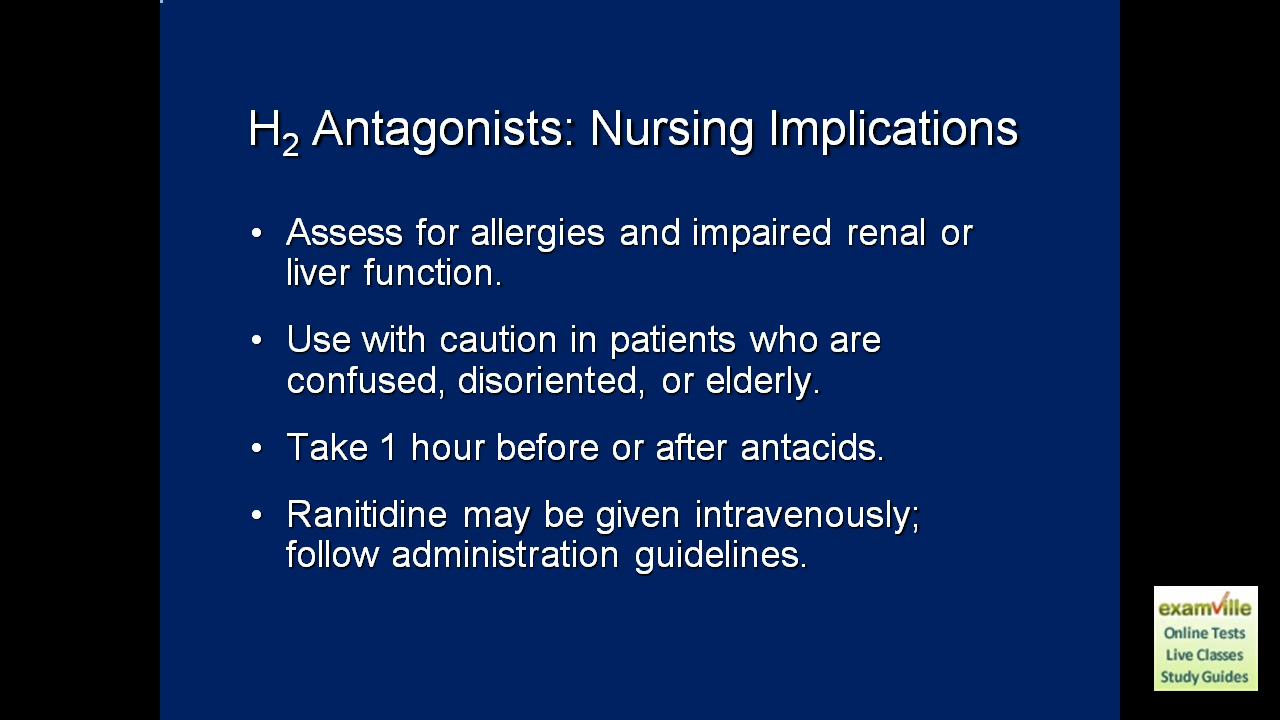 H₂ Antagonists: Nursing Implications
• Assess for allergies and impaired renal or
liver function.
• Use with caution in patients who are
confused, disoriented, or elderly.
• Take 1 hour before or after antacids.
• Ranitidine may be given intravenously;
follow administration guidelines.
examville
Online Tests
Live Classes
Study Guides